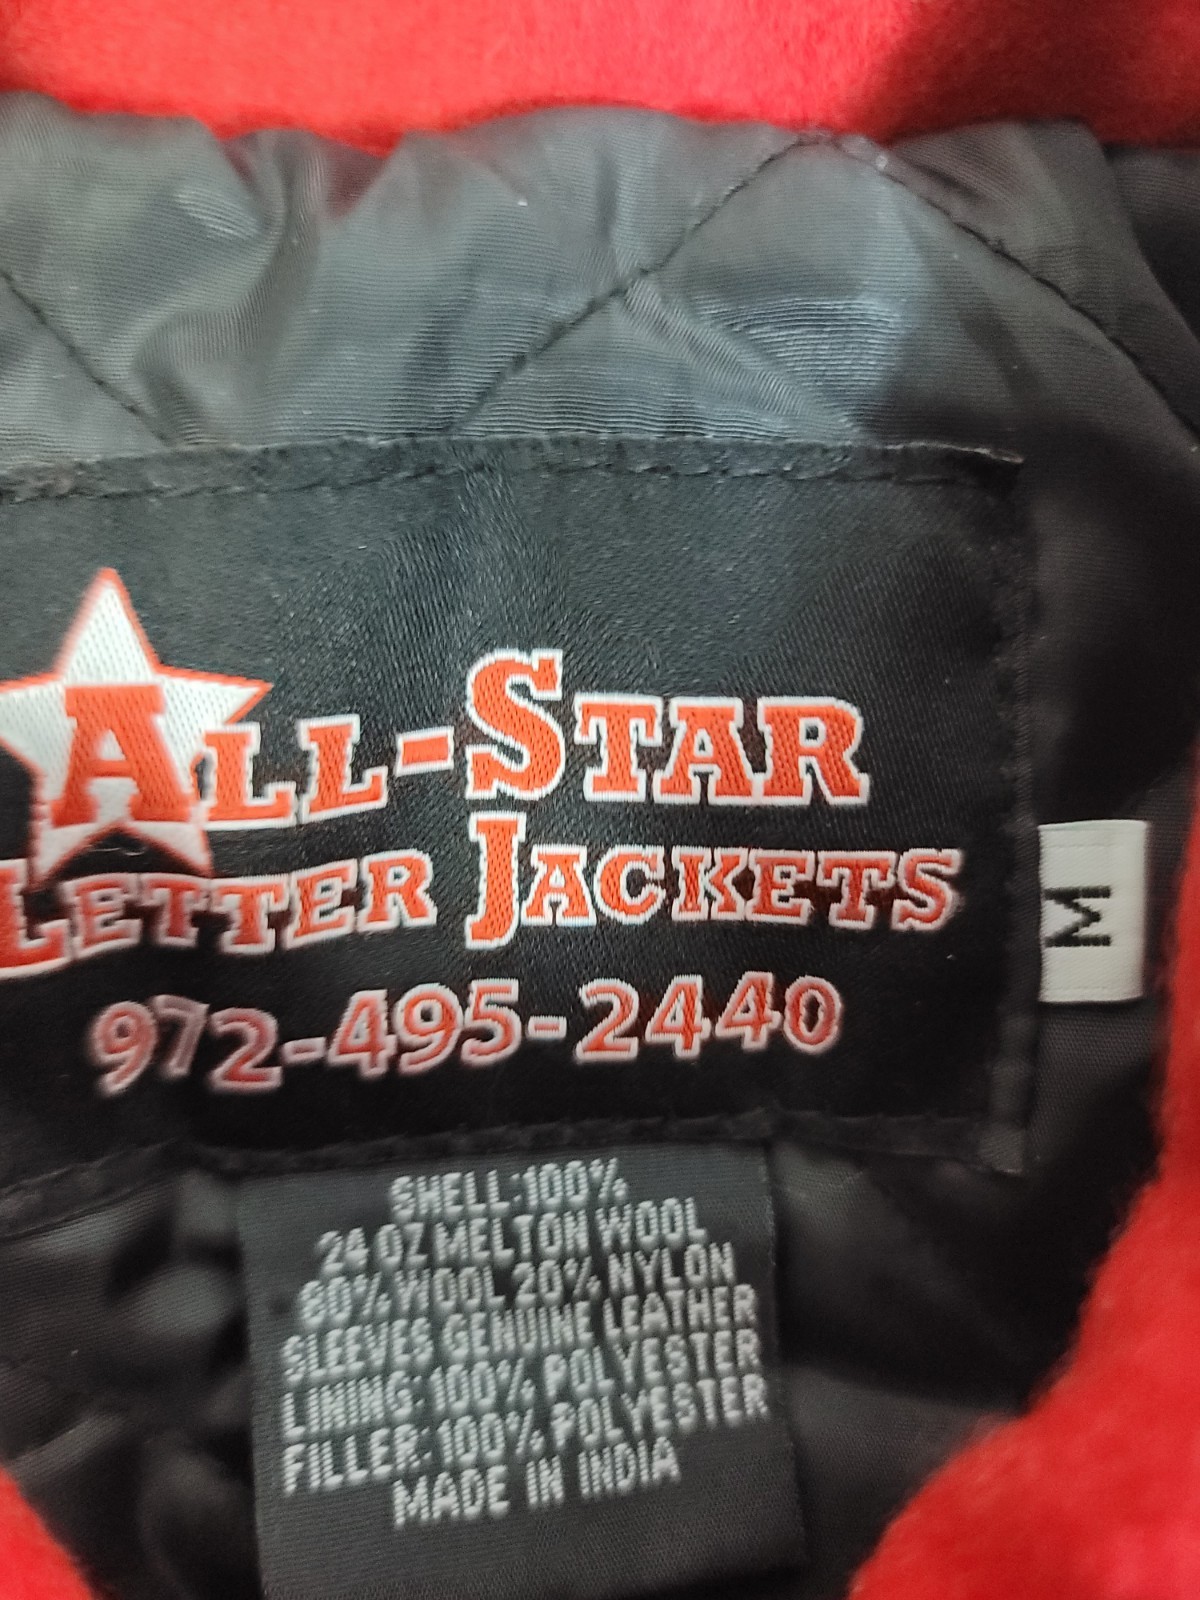 ALL-STAR
LETTER JACKETS
972-495-2440
M
SHELL:100%
24 OZ MELTON WOOL
80% WOOL 20% NYLON
SLEEVES GENUINE LEATHER
LINING: 100% POLYESTER
FILLER: 100% POLYESTER
MADE IN INDIA